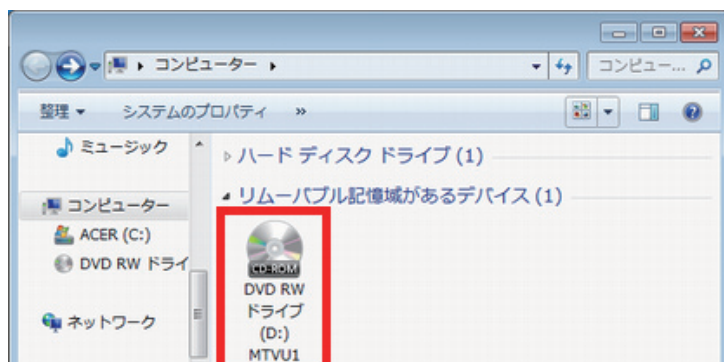 コンピューター
コンピュー...
整理
システムのプロパティ
»
ミュージック
ハード ディスク ドライブ (1)
リムーバブル記憶域があるデバイス (1)
コンピューター
ACER (C:)
DVD RW ドライ
ネットワーク
CD-ROM
DVD RW
ドライブ
(D:)
MTVU1